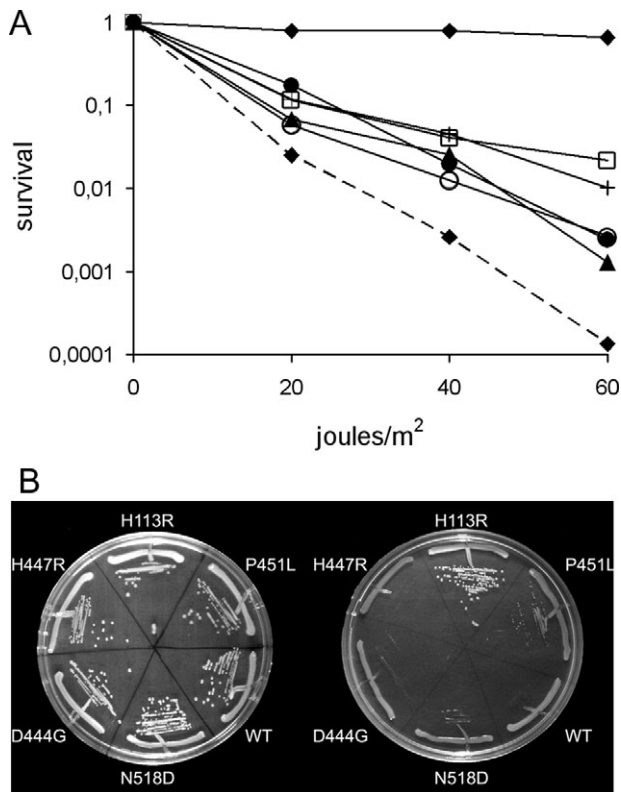 A
survival
1
0,1
0,01
0,001
0,0001
0 20 40 60
joules/m²
B
H113R H113R
H447R P451L H447R P451L
D444G WT D444G WT
N518D N518D